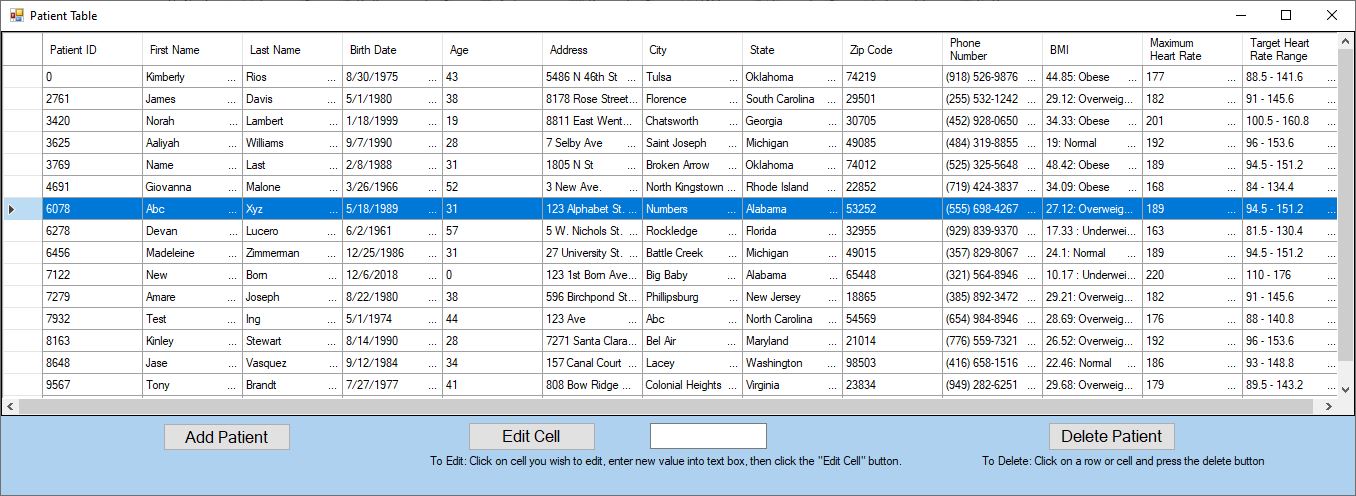 Patient Table
Patient ID First Name Last Name Birth Date Age Address City State Zip Code Phone Number BMI Maximum Heart Rate Target Heart Rate Range
0 Kimberly ... Rios ... 8/30/1975 ... 43 5486 N 46th St ... Tulsa ... Oklahoma ... 74219 (918) 526-9876 ... 44.85: Obese ... 177 88.5 - 141.6 ...
2761 James ... Davis ... 5/1/1980 ... 38 8178 Rose Street... Florence ... South Carolina ... 29501 (255) 532-1242 ... 29.12: Overweig... 182 91 - 145.6 ...
3420 Norah ... Lambert ... 1/18/1999 ... 19 8811 East Went... Chatsworth ... Georgia ... 30705 (452) 928-0650 ... 34.33: Obese ... 201 100.5 - 160.8 ...
3625 Aaliyah ... Williams ... 9/7/1990 ... 28 7 Selby Ave ... Saint Joseph ... Michigan ... 49085 (484) 319-8855 ... 19: Normal ... 192 96 - 153.6 ...
3769 Name ... Last ... 2/8/1988 ... 31 1805 N St ... Broken Arrow ... Oklahoma ... 74012 (525) 325-5648 ... 48.42: Obese ... 189 94.5 - 151.2 ...
4691 Giovanna ... Malone ... 3/26/1966 ... 52 3 New Ave. ... North Kingstown ... Rhode Island ... 22852 (719) 424-3837 ... 34.09: Obese ... 168 84 - 134.4 ...
6078 Abc ... Xyz ... 5/18/1989 ... 31 123 Alphabet St. ... Numbers ... Alabama ... 53252 (555) 698-4267 ... 27.12: Overweig... 189 94.5 - 151.2 ...
6278 Devan ... Lucero ... 6/2/1961 ... 57 5 W. Nichols St. ... Rockledge ... Florida ... 32955 (929) 839-9370 ... 17.33 : Underwei... 163 81.5 - 130.4 ...
6456 Madeleine ... Zimmerman ... 12/25/1986 ... 31 27 University St. ... Battle Creek ... Michigan ... 49015 (357) 829-8067 ... 24.1: Normal ... 189 94.5 - 151.2 ...
7122 New ... Born ... 12/6/2018 ... 0 123 1st Born Ave... Big Baby ... Alabama ... 65448 (321) 564-8946 ... 10.17 : Underwei... 220 110 - 176 ...
7279 Amare ... Joseph ... 8/22/1980 ... 38 596 Birchpond St... Phillipsburg ... New Jersey ... 18865 (385) 892-3472 ... 29.21: Overweig... 182 91 - 145.6 ...
7932 Test ... Ing ... 5/1/1974 ... 44 123 Ave ... Abc ... North Carolina ... 54569 (654) 984-8946 ... 28.69: Overweig... 176 88 - 140.8 ...
8163 Kinley ... Stewart ... 8/14/1990 ... 28 7271 Santa Clara... Bel Air ... Maryland ... 21014 (776) 559-7321 ... 26.52: Overweig... 192 96 - 153.6 ...
8648 Jase ... Vasquez ... 9/12/1984 ... 34 157 Canal Court ... Lacey ... Washington ... 98503 (416) 658-1516 ... 22.46: Normal ... 186 93 - 148.8 ...
9567 Tony ... Brandt ... 7/27/1977 ... 41 808 Bow Ridge ... Colonial Heights ... Virginia ... 23834 (949) 282-6251 ... 29.68: Overweig... 179 89.5 - 143.2 ...
Add Patient Edit Cell Delete Patient
To Edit: Click on cell you wish to edit, enter new value into text box, then click the "Edit Cell" button. To Delete: Click on a row or cell and press the delete button